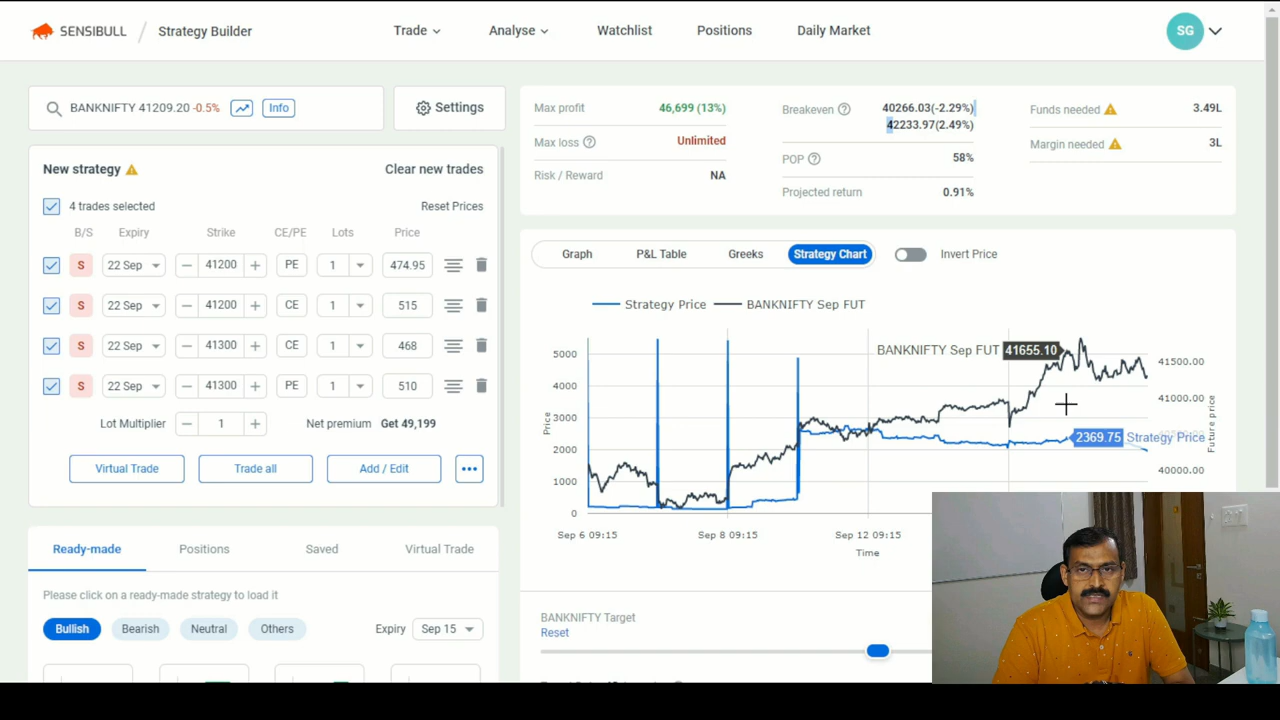 SENSIBULL / Strategy Builder Trade Analyse Watchlist Positions Daily Market SG
BANKNIFTY 41209.20 -0.5% Info Settings
New strategy Clear new trades
4 trades selected Reset Prices
B/S Expiry Strike CE/PE Lots Price
S 22 Sep − 41200 + PE 1 474.95
S 22 Sep − 41200 + CE 1 515
S 22 Sep − 41300 + CE 1 468
S 22 Sep − 41300 + PE 1 510
Lot Multiplier − 1 + Net premium Get 49,199
Virtual Trade Trade all Add / Edit •••
Ready-made Positions Saved Virtual Trade
Please click on a ready-made strategy to load it
Bullish Bearish Neutral Others Expiry Sep 15
Max profit 46,699 (13%)
Max loss Unlimited
Risk / Reward NA
Breakeven 40266.03(-2.29%)
42233.97(2.49%)
POP 58%
Projected return 0.91%
Funds needed 3.49L
Margin needed 3L
Graph P&L Table Greeks Strategy Chart Invert Price
Strategy Price BANKNIFTY Sep FUT
BANKNIFTY Sep FUT 41655.10
2369.75 Strategy Price
Price
5000
4000
3000
2000
1000
0
41500.00
41000.00
40000.00
Future price
Sep 6 09:15 Sep 8 09:15 Sep 12 09:15
Time
BANKNIFTY Target
Reset